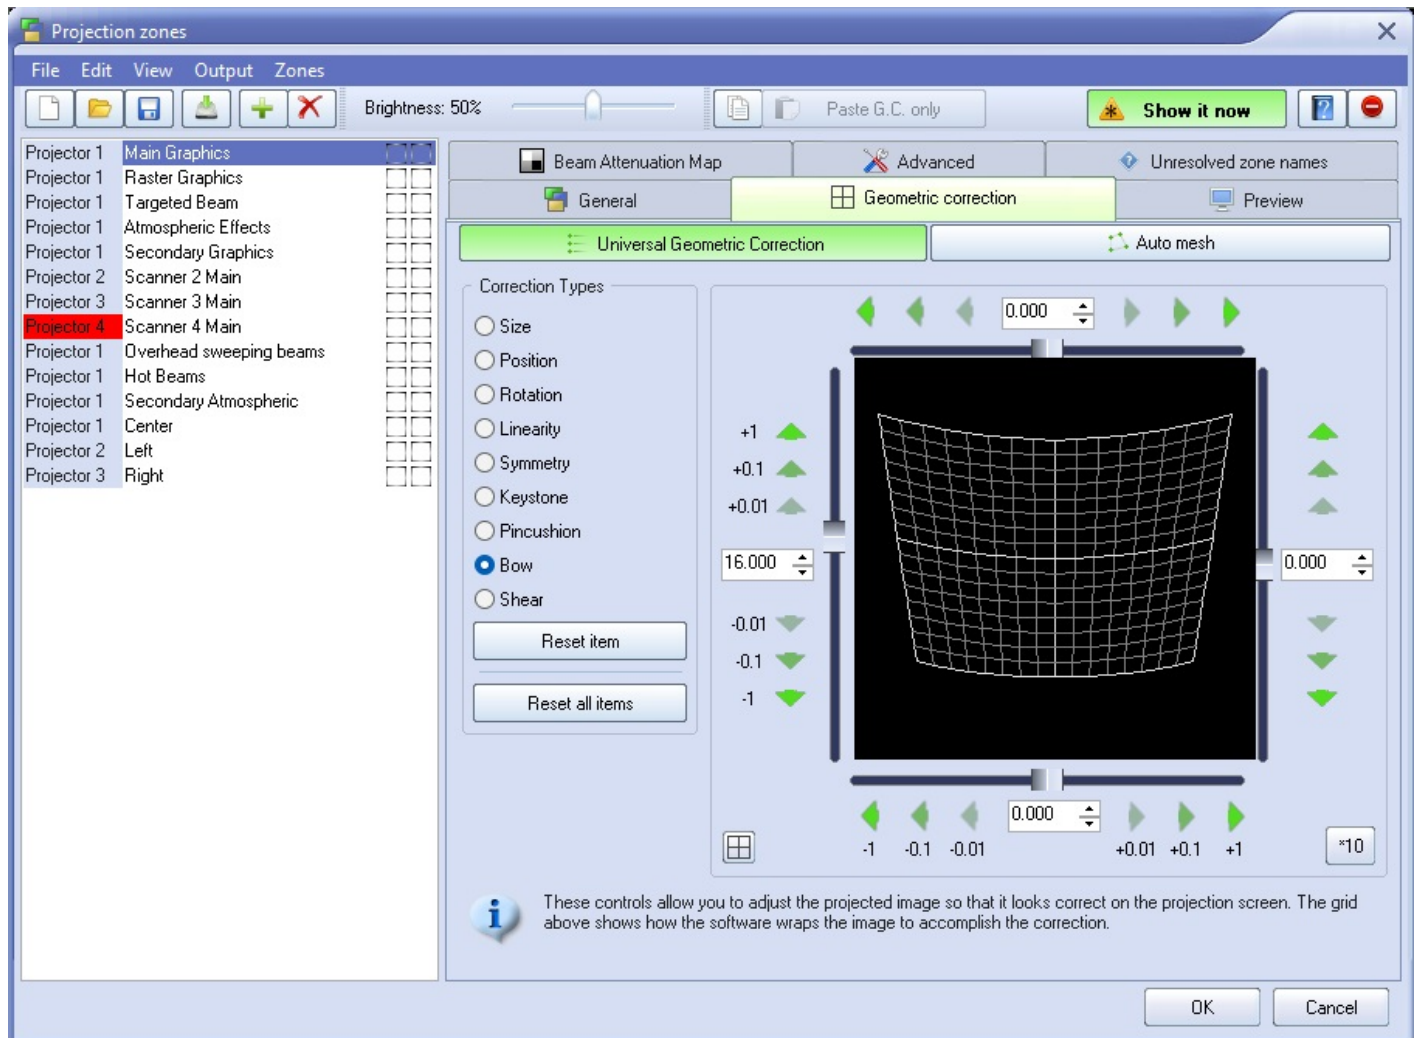 Projection zones
File Edit View Output Zones
Brightness: 50%
Paste G.C. only
Show it now
Projector 1 Main Graphics
Projector 1 Raster Graphics
Projector 1 Targeted Beam
Projector 1 Atmospheric Effects
Projector 1 Secondary Graphics
Projector 2 Scanner 2 Main
Projector 3 Scanner 3 Main
Projector 4 Scanner 4 Main
Projector 1 Overhead sweeping beams
Projector 1 Hot Beams
Projector 1 Secondary Atmospheric
Projector 1 Center
Projector 2 Left
Projector 3 Right
Beam Attenuation Map Advanced Unresolved zone names
General Geometric correction Preview
Universal Geometric Correction Auto mesh
Correction Types
Size
Position
Rotation
Linearity
Symmetry
Keystone
Pincushion
Bow
Shear
Reset item
Reset all items
0.000
+1
+0.1
+0.01
16.000
-0.01
-0.1
-1
0.000
0.000
-1 -0.1 -0.01 +0.01 +0.1 +1
*10
These controls allow you to adjust the projected image so that it looks correct on the projection screen. The grid
above shows how the software wraps the image to accomplish the correction.
OK Cancel